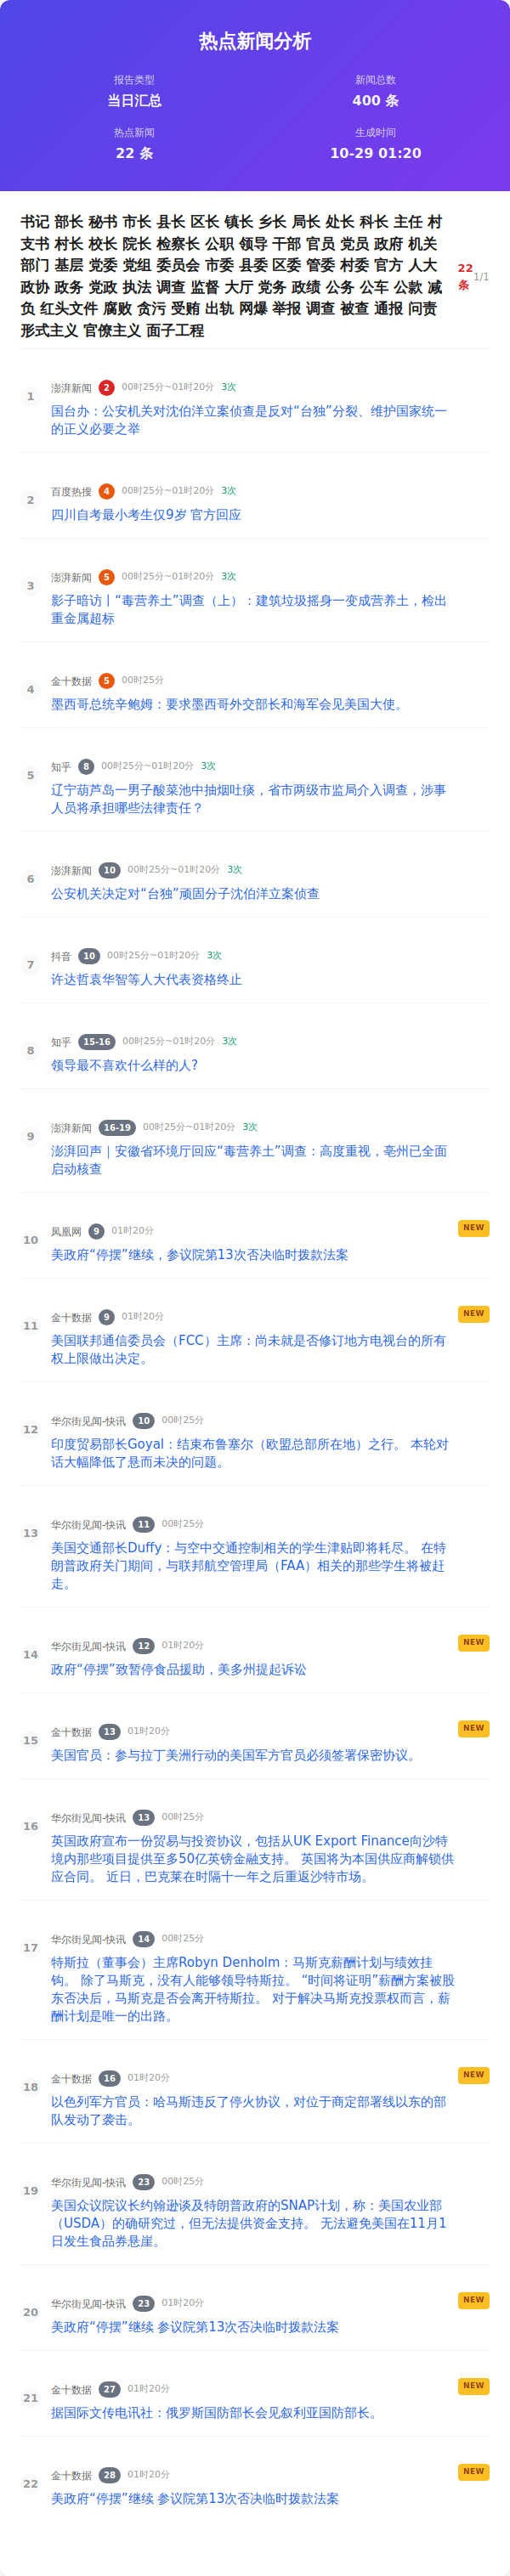 热点新闻分析
报告类型
当日汇总
新闻总数
400 条
热点新闻
22 条
生成时间
10-29 01:20
书记 部长 秘书 市长 县长 区长 镇长 乡长 局长 处长 科长 主任 村
支书 村长 校长 院长 检察长 公职 领导 干部 官员 党员 政府 机关
部门 基层 党委 党组 委员会 市委 县委 区委 管委 村委 官方 人大
政协 政务 党政 执法 调查 监督 大厅 党务 政绩 公务 公车 公款 减
负 红头文件 腐败 贪污 受贿 出轨 网爆 举报 调查 被查 通报 问责
形式主义 官僚主义 面子工程
22
条
1/1
1
澎湃新闻 2 00时25分~01时20分 3次
国台办：公安机关对沈伯洋立案侦查是反对“台独”分裂、维护国家统一
的正义必要之举
2
百度热搜 4 00时25分~01时20分 3次
四川自考最小考生仅9岁 官方回应
3
澎湃新闻 5 00时25分~01时20分 3次
影子暗访丨“毒营养土”调查（上）：建筑垃圾摇身一变成营养土，检出
重金属超标
4
金十数据 5 00时25分
墨西哥总统辛鲍姆：要求墨西哥外交部长和海军会见美国大使。
5
知乎 8 00时25分~01时20分 3次
辽宁葫芦岛一男子酸菜池中抽烟吐痰，省市两级市监局介入调查，涉事
人员将承担哪些法律责任？
6
澎湃新闻 10 00时25分~01时20分 3次
公安机关决定对“台独”顽固分子沈伯洋立案侦查
7
抖音 10 00时25分~01时20分 3次
许达哲袁华智等人大代表资格终止
8
知乎 15-16 00时25分~01时20分 3次
领导最不喜欢什么样的人?
9
澎湃新闻 16-19 00时25分~01时20分 3次
澎湃回声｜安徽省环境厅回应“毒营养土”调查：高度重视，亳州已全面
启动核查
10
凤凰网 9 01时20分
NEW
美政府“停摆”继续，参议院第13次否决临时拨款法案
11
金十数据 9 01时20分
NEW
美国联邦通信委员会（FCC）主席：尚未就是否修订地方电视台的所有
权上限做出决定。
12
华尔街见闻-快讯 10 00时25分
印度贸易部长Goyal：结束布鲁塞尔（欧盟总部所在地）之行。 本轮对
话大幅降低了悬而未决的问题。
13
华尔街见闻-快讯 11 00时25分
美国交通部长Duffy：与空中交通控制相关的学生津贴即将耗尽。 在特
朗普政府关门期间，与联邦航空管理局（FAA）相关的那些学生将被赶
走。
14
华尔街见闻-快讯 12 01时20分
NEW
政府“停摆”致暂停食品援助，美多州提起诉讼
15
金十数据 13 01时20分
NEW
美国官员：参与拉丁美洲行动的美国军方官员必须签署保密协议。
16
华尔街见闻-快讯 13 00时25分
英国政府宣布一份贸易与投资协议，包括从UK Export Finance向沙特
境内那些项目提供至多50亿英镑金融支持。 英国将为本国供应商解锁供
应合同。 近日，巴克莱在时隔十一年之后重返沙特市场。
17
华尔街见闻-快讯 14 00时25分
特斯拉（董事会）主席Robyn Denholm：马斯克薪酬计划与绩效挂
钩。 除了马斯克，没有人能够领导特斯拉。 “时间将证明”薪酬方案被股
东否决后，马斯克是否会离开特斯拉。 对于解决马斯克投票权而言，薪
酬计划是唯一的出路。
18
金十数据 16 01时20分
NEW
以色列军方官员：哈马斯违反了停火协议，对位于商定部署线以东的部
队发动了袭击。
19
华尔街见闻-快讯 23 00时25分
美国众议院议长约翰逊谈及特朗普政府的SNAP计划，称：美国农业部
（USDA）的确研究过，但无法提供资金支持。 无法避免美国在11月1
日发生食品券悬崖。
20
华尔街见闻-快讯 23 01时20分
NEW
美政府“停摆”继续 参议院第13次否决临时拨款法案
21
金十数据 27 01时20分
NEW
据国际文传电讯社：俄罗斯国防部长会见叙利亚国防部长。
22
金十数据 28 01时20分
NEW
美政府“停摆”继续 参议院第13次否决临时拨款法案